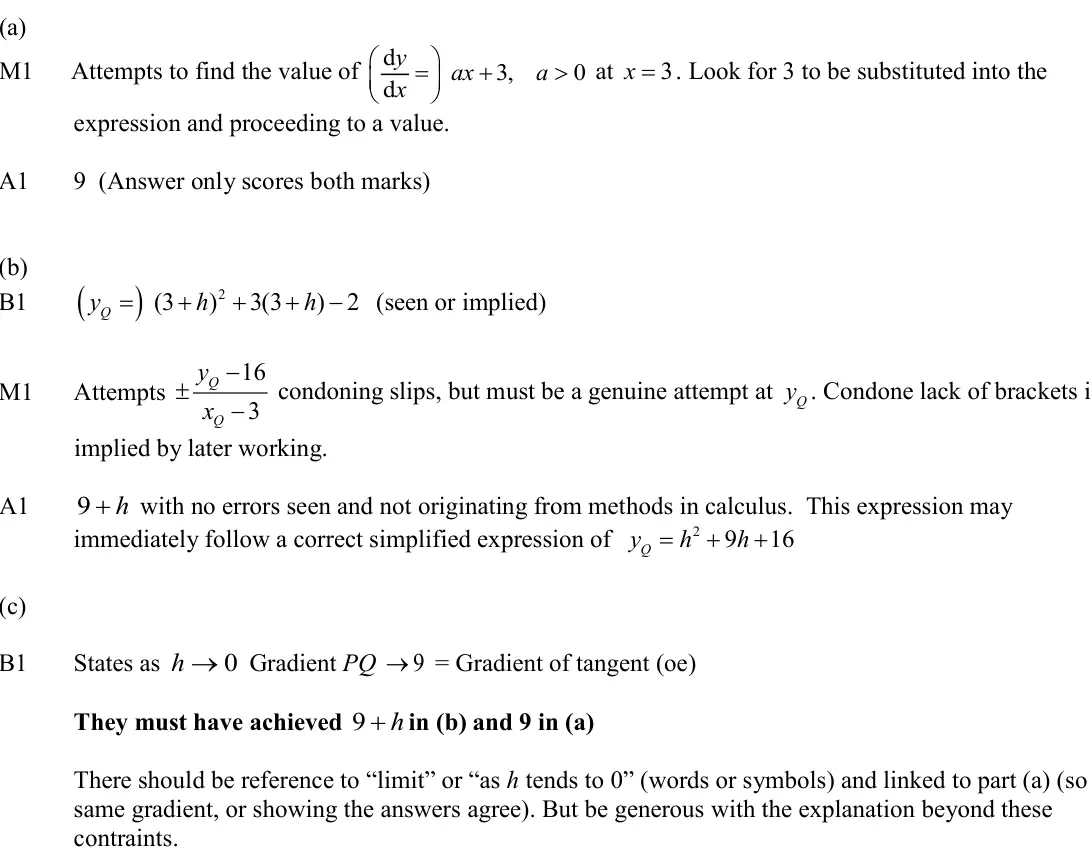 (a)
M1 Attempts to find the value of (dy/dx =) ax + 3, a > 0 at x = 3. Look for 3 to be substituted into the
expression and proceeding to a value.
A1 9 (Answer only scores both marks)
(b)
B1 (y_Q =) (3 + h)² + 3(3 + h) − 2 (seen or implied)
M1 Attempts ± (y_Q − 16)/(x_Q − 3) condoning slips, but must be a genuine attempt at y_Q. Condone lack of brackets i
implied by later working.
A1 9 + h with no errors seen and not originating from methods in calculus. This expression may
immediately follow a correct simplified expression of y_Q = h² + 9h + 16
(c)
B1 States as h → 0 Gradient PQ → 9 = Gradient of tangent (oe)
They must have achieved 9 + h in (b) and 9 in (a)
There should be reference to “limit” or “as h tends to 0” (words or symbols) and linked to part (a) (so
same gradient, or showing the answers agree). But be generous with the explanation beyond these
contraints.